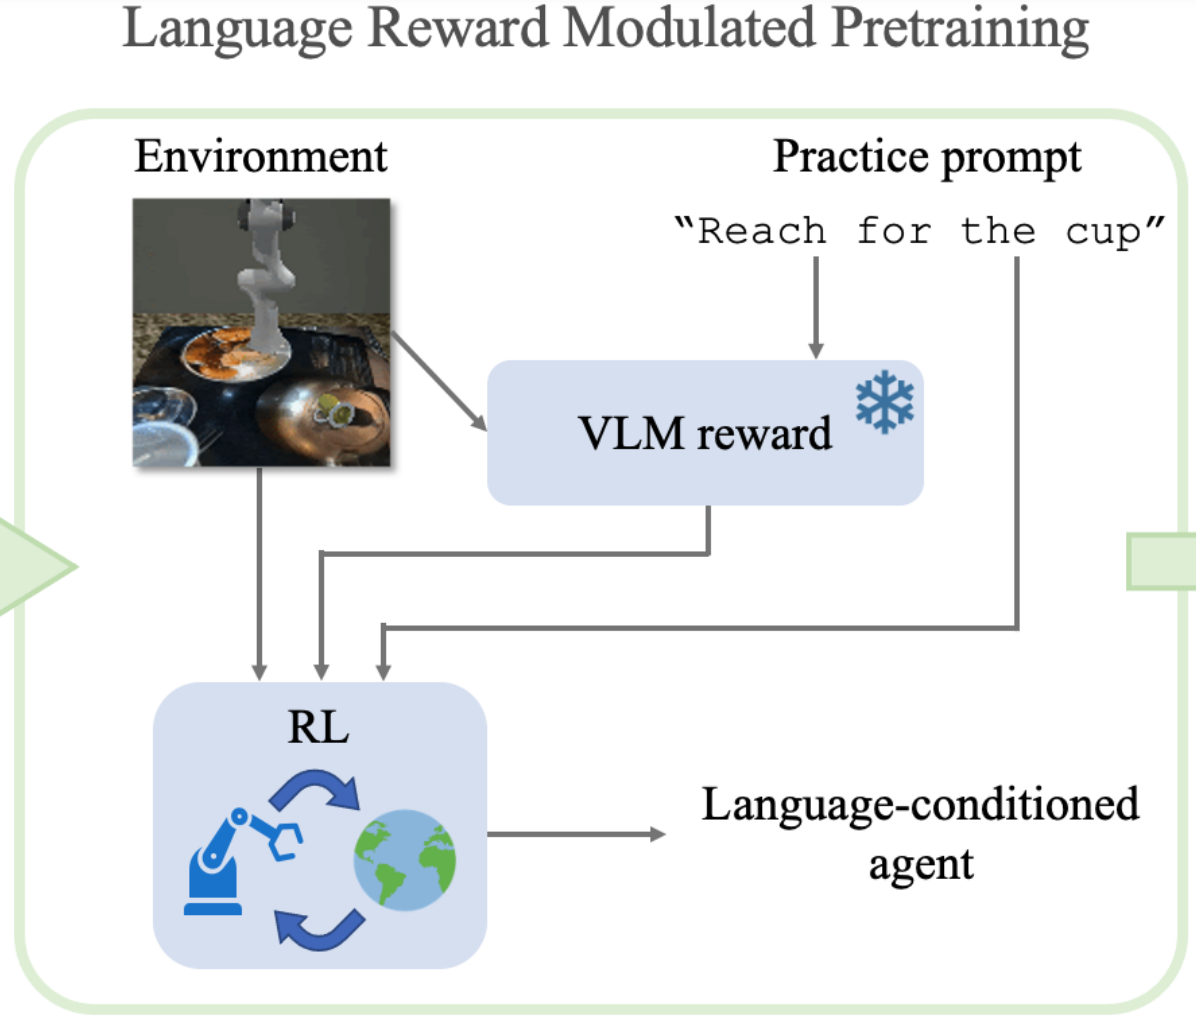 Language Reward Modulated Pretraining
Environment
Practice prompt
“Reach for the cup”
VLM reward
RL
Language-conditioned
agent